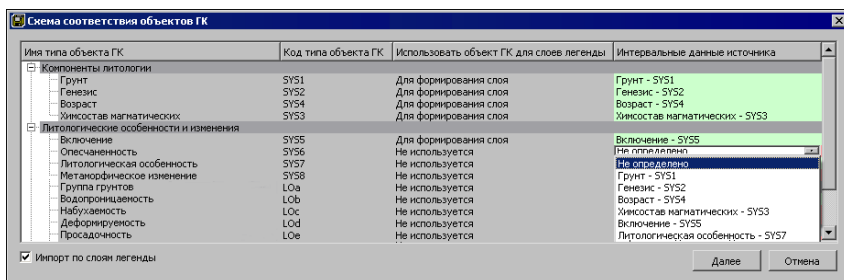 Схема соответствия объектов ГК
Имя типа объекта ГК Код типа объекта ГК Использовать объект ГК для слоев легенды Интервальные данные источника
Компоненты литологии
Грунт SYS1 Для формирования слоя Грунт - SYS1
Генезис SYS2 Для формирования слоя Генезис - SYS2
Возраст SYS4 Для формирования слоя Возраст - SYS4
Химсостав магматических SYS3 Для формирования слоя Химсостав магматических - SYS3
Литологические особенности и изменения
Включение SYS5 Для формирования слоя Включение - SYS5
Опесчаненность SYS6 Не используется Не определено
Литологическая особенность SYS7 Не используется Не определено
Метаморфическое изменение SYS8 Не используется Грунт - SYS1
Группа грунтов LOa Не используется Генезис - SYS2
Водопроницаемость LOb Не используется Возраст - SYS4
Набухаемость LOc Не используется Химсостав магматических - SYS3
Деформируемость LOd Не используется Включение - SYS5
Просадочность LOe Не используется Литологическая особенность - SYS7
Импорт по слоям легенды Далее Отмена